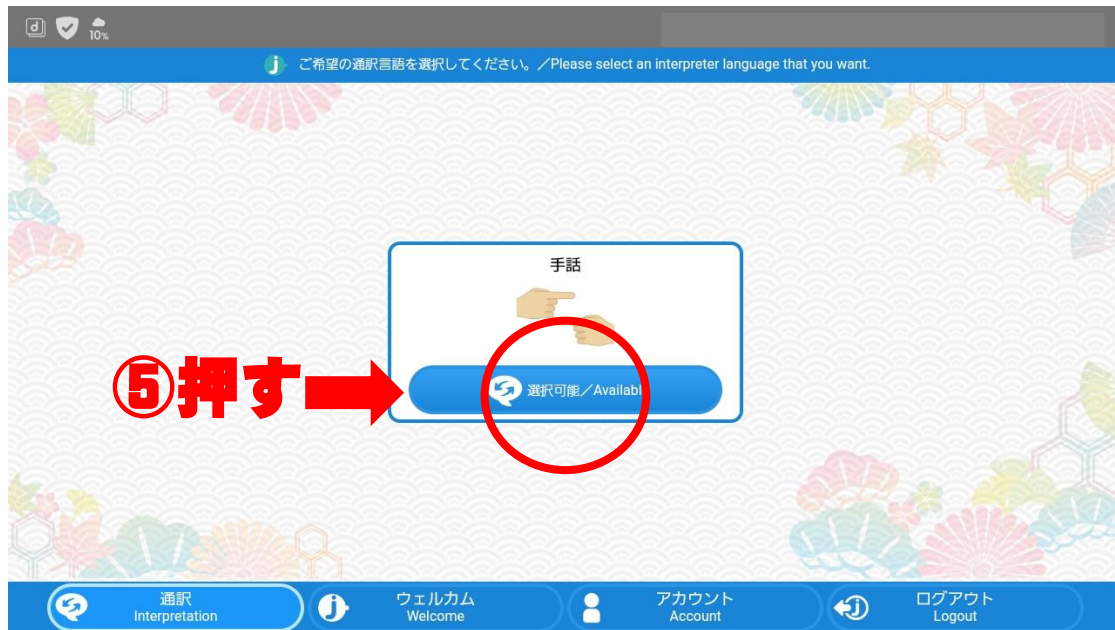 10%
ご希望の通訳言語を選択してください。／Please select an interpreter language that you want.
手話
⑤押す
選択可能／Availabl
通訳
Interpretation
ウェルカム
Welcome
アカウント
Account
ログアウト
Logout